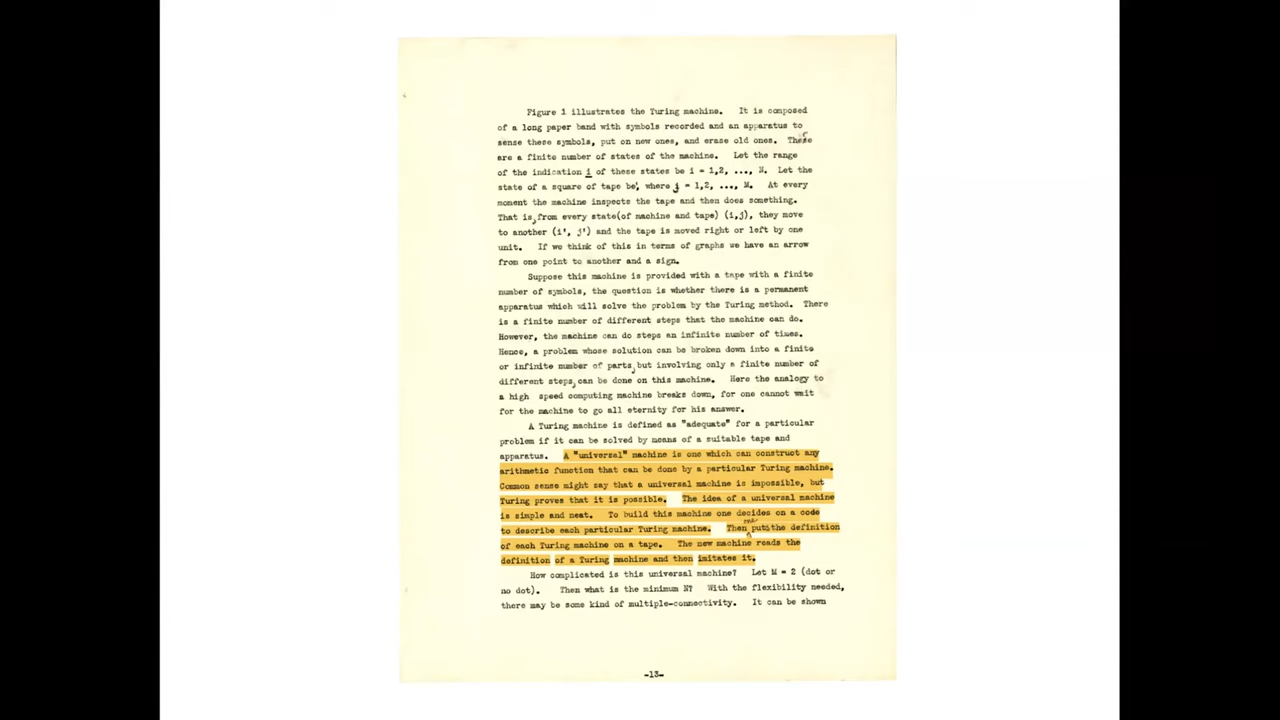 Figure 1 illustrates the Turing machine. It is composed
of a long paper band with symbols recorded and an apparatus to
sense these symbols, put on new ones, and erase old ones. These
are a finite number of states of the machine. Let the range
of the indication i of these states be i = 1,2, ..., N. Let the
state of a square of tape be, where j = 1,2, ..., M. At every
moment the machine inspects the tape and then does something.
That is, from every state(of machine and tape) (i,j), they move
to another (i', j') and the tape is moved right or left by one
unit. If we think of this in terms of graphs we have an arrow
from one point to another and a sign.
Suppose this machine is provided with a tape with a finite
number of symbols, the question is whether there is a permanent
apparatus which will solve the problem by the Turing method. There
is a finite number of different steps that the machine can do.
However, the machine can do steps an infinite number of times.
Hence, a problem whose solution can be broken down into a finite
or infinite number of parts, but involving only a finite number of
different steps, can be done on this machine. Here the analogy to
a high speed computing machine breaks down, for one cannot wait
for the machine to go all eternity for his answer.
A Turing machine is defined as "adequate" for a particular
problem if it can be solved by means of a suitable tape and
apparatus. A "universal" machine is one which can construct any
arithmetic function that can be done by a particular Turing machine.
Common sense might say that a universal machine is impossible, but
Turing proves that it is possible. The idea of a universal machine
is simple and neat. To build this machine one decides on a code
to describe each particular Turing machine. Then one puts the definition
of each Turing machine on a tape. The new machine reads the
definition of a Turing machine and then imitates it.
How complicated is this universal machine? Let M = 2 (dot or
no dot). Then what is the minimum N? With the flexibility needed,
there may be some kind of multiple-connectivity. It can be shown
-13-